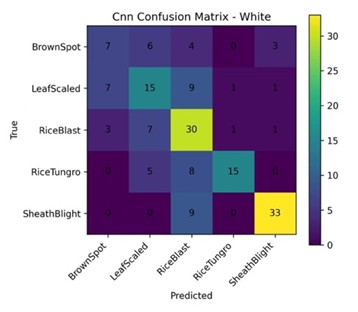 Cnn Confusion Matrix - White
BrownSpot 7 6 4 0 3
LeafScaled 7 15 9 1 1
RiceBlast 3 7 30 1 1
RiceTungro 0 5 8 15 0
SheathBlight 0 0 9 0 33
True
BrownSpot LeafScaled RiceBlast RiceTungro SheathBlight
Predicted
30
25
20
15
10
5
0